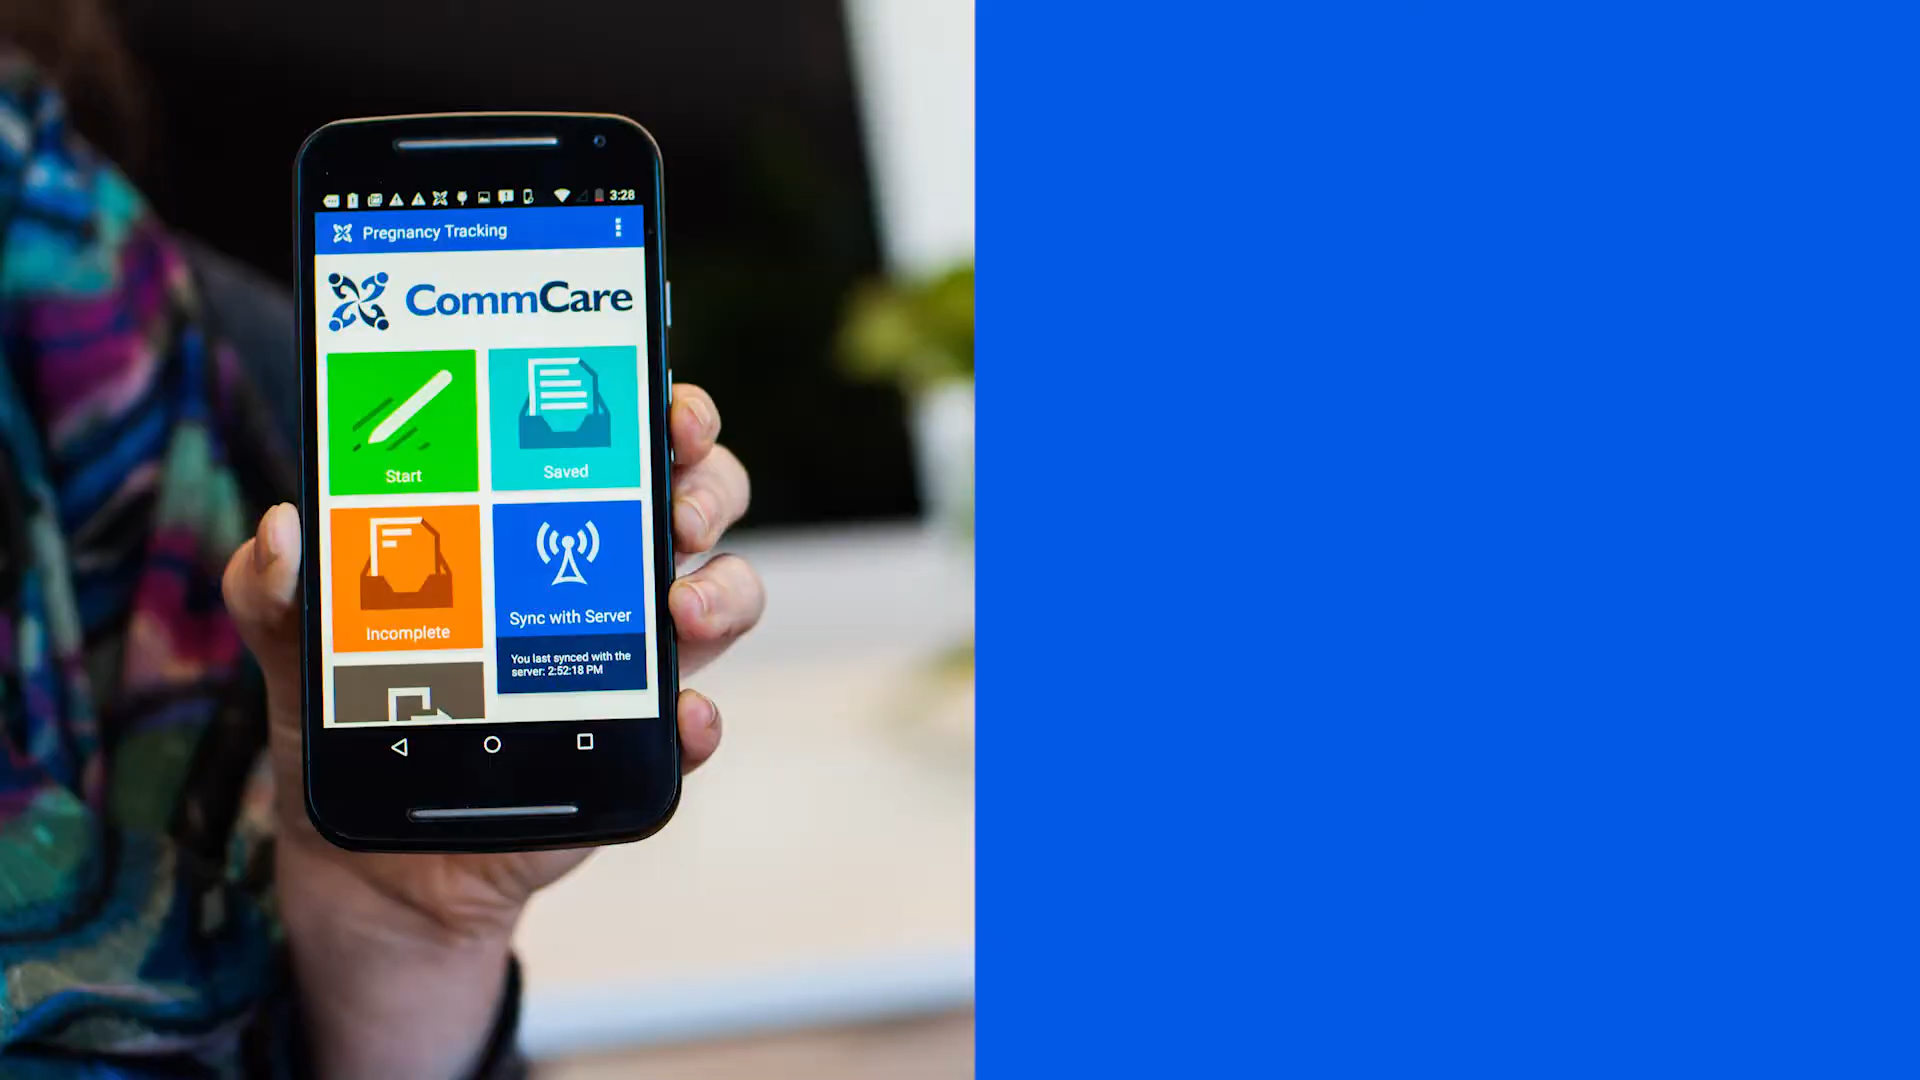 3:28
Pregnancy Tracking
CommCare
Start
Saved
Incomplete
Sync with Server
You last synced with the
server: 2:52:18 PM